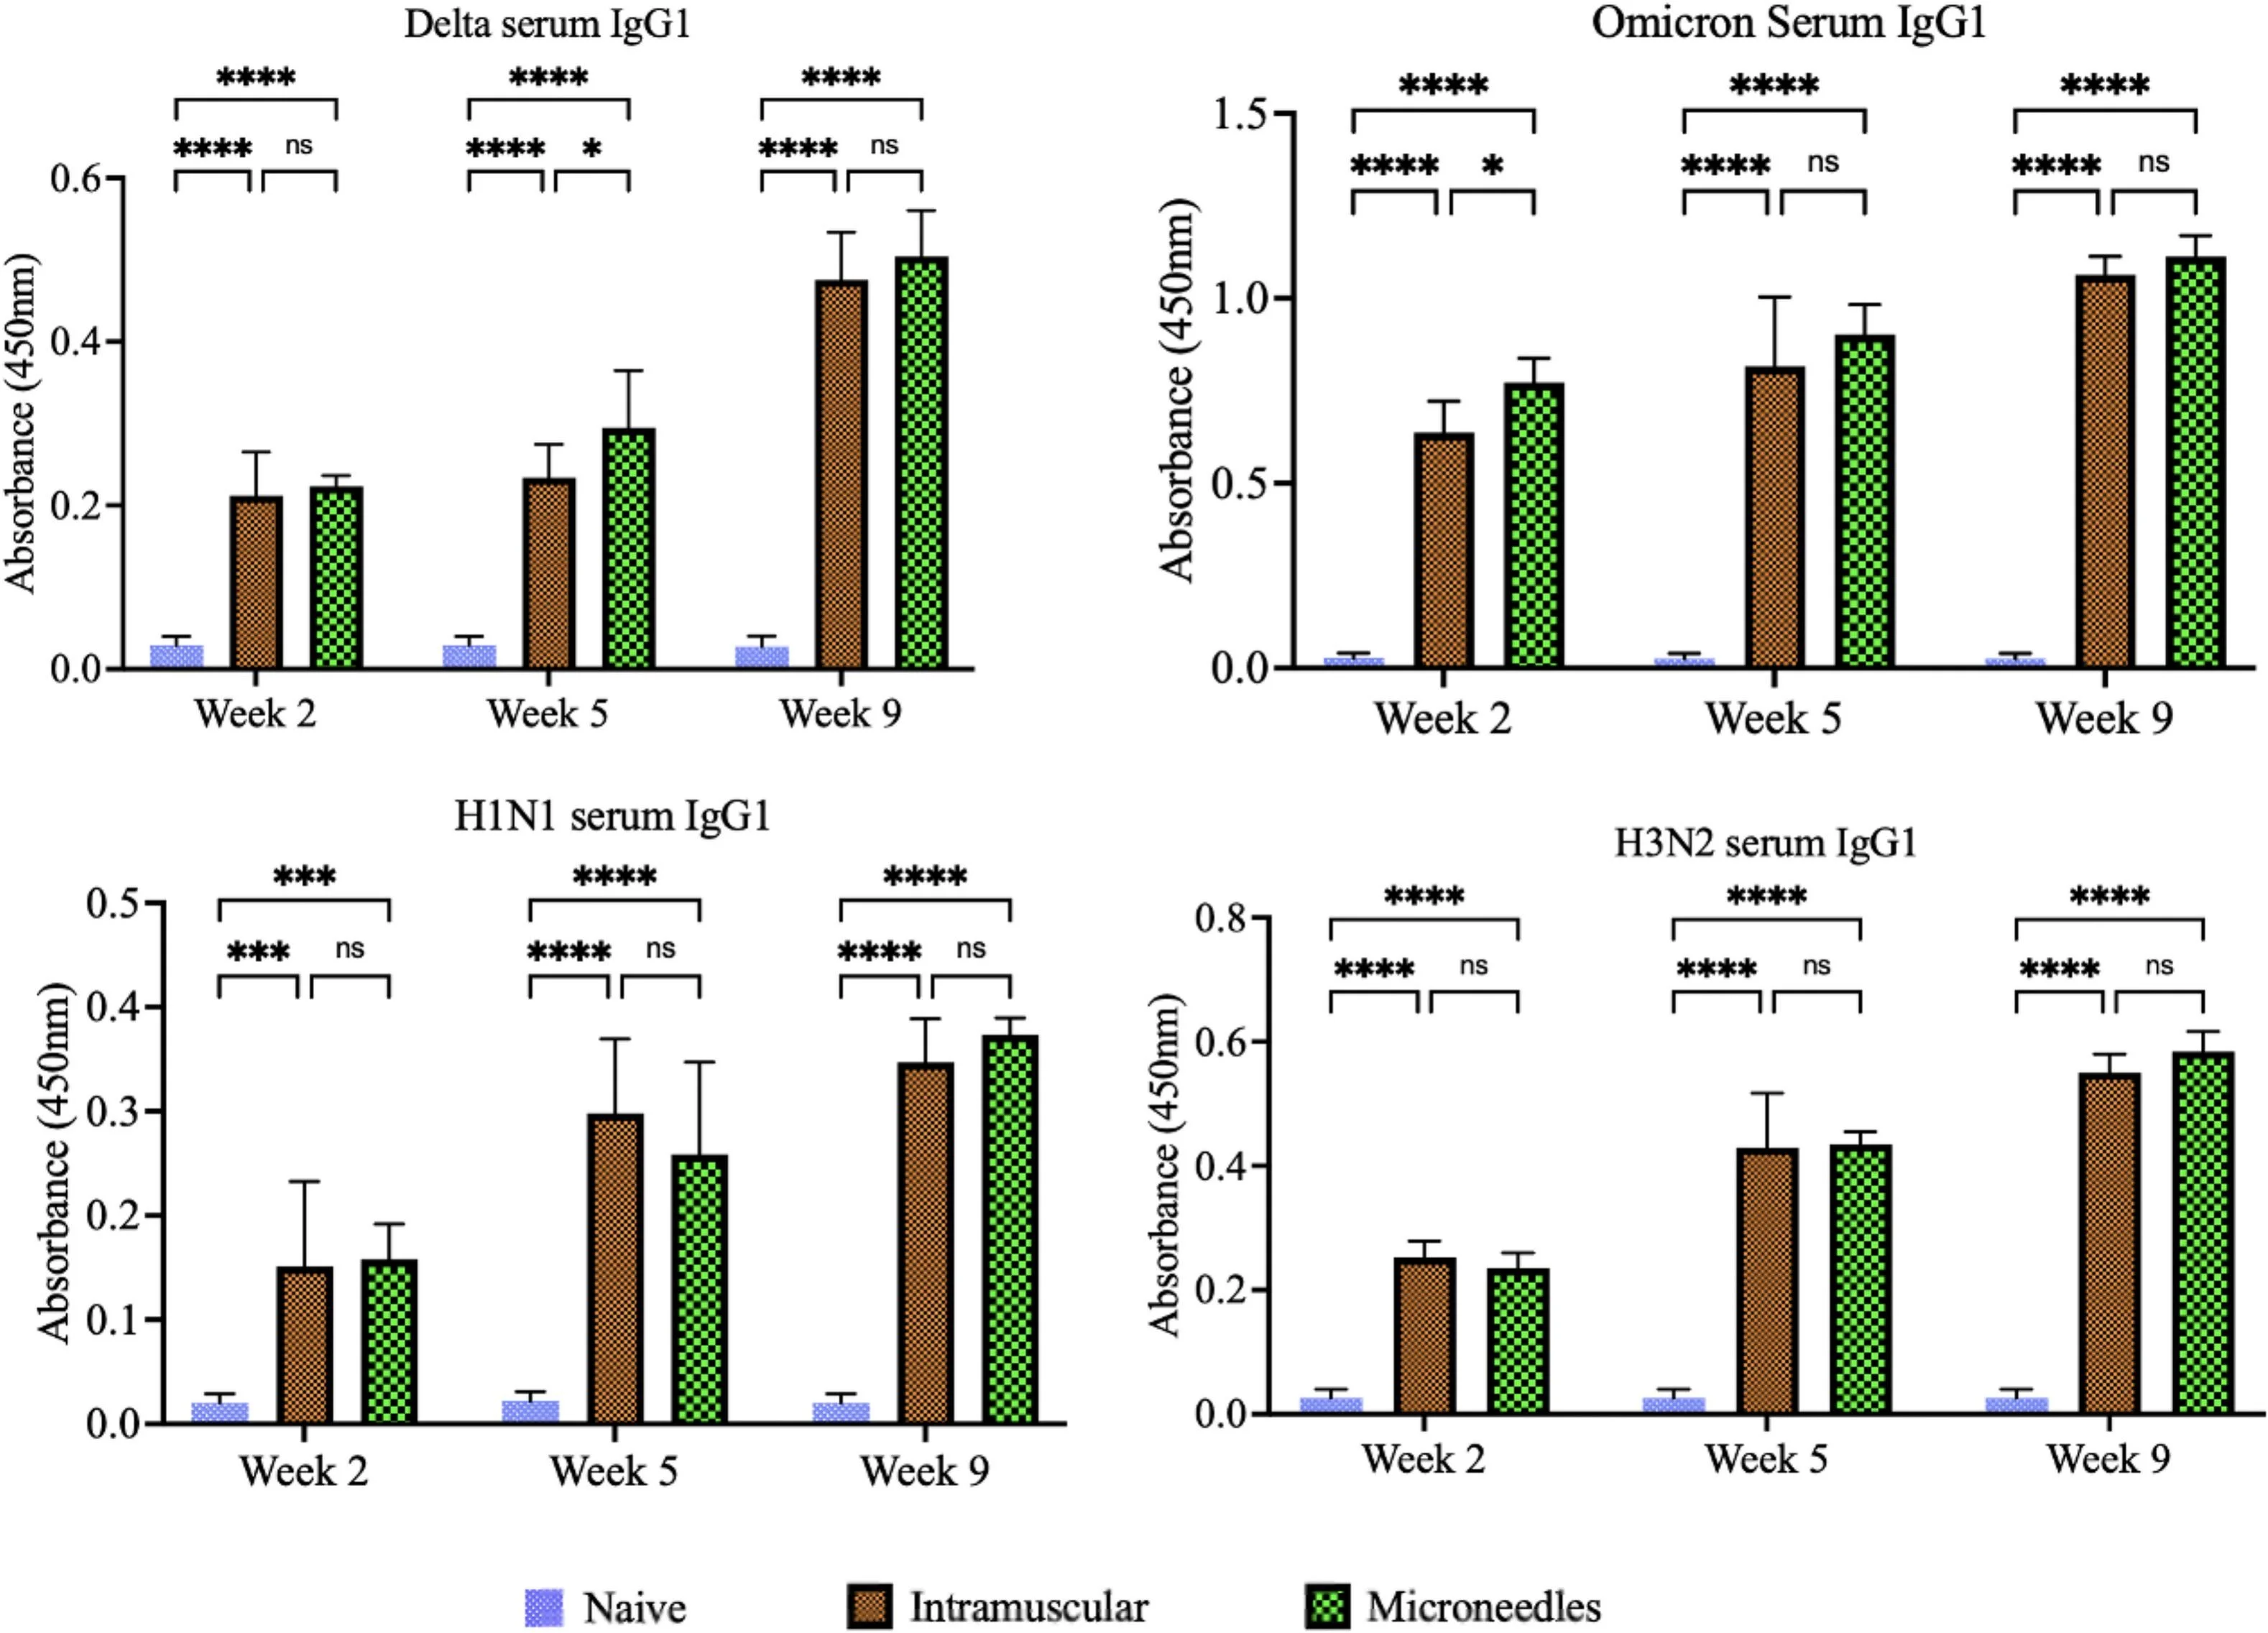 Delta serum IgG1
**** **** ****
**** ns **** * **** ns
0.6
0.4
0.2
0.0
Absorbance (450nm)
Week 2 Week 5 Week 9
Omicron Serum IgG1
**** **** ****
**** * **** ns **** ns
1.5
1.0
0.5
0.0
Absorbance (450nm)
Week 2 Week 5 Week 9
H1N1 serum IgG1
*** **** ****
*** ns **** ns **** ns
0.5
0.4
0.3
0.2
0.1
0.0
Absorbance (450nm)
Week 2 Week 5 Week 9
H3N2 serum IgG1
**** **** ****
**** ns **** ns **** ns
0.8
0.6
0.4
0.2
0.0
Absorbance (450nm)
Week 2 Week 5 Week 9
Naive Intramuscular Microneedles